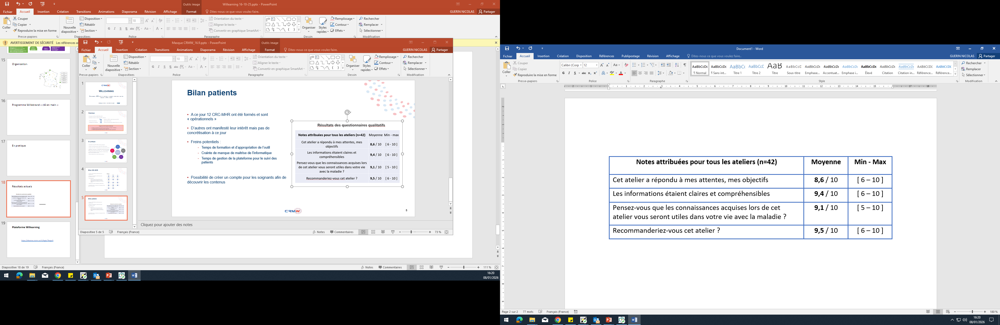 Outils Image
Willearning 16-10-25.pptx - PowerPoint
Fichier
Accueil
Insertion
Création
Transitions
Animations
Diaporama
Révision
Affichage
Format
Dites-nous ce que vous voulez faire.
GUERIN NICOLAS
Partager
Coller
Couper
Copier
Reproduire la mise en forme
Presse-papiers
Nouvelle
diapositive
Disposition
Rétablir
Section
Diapositives
18
Police
Orientation du texte
Aligner le texte
Convertir en graphique SmartArt
Paragraphe
Organiser
Styles
rapides
Remplissage
Contour
Effets
Dessin
Rechercher
Remplacer
Sélectionner
Modification
AVERTISSEMENT DE SÉCURITÉ Les références au
15
Organisation
16
Programme Willebrand « clé en main »
17
En pratique
18
Résultats actuels
19
Plateforme Willearning
Diapositive 18 de 19
Français (France)
Notes
Commentaires
111 %
16:20
08/01/2026
Masque CRMW_16.9.pptx - PowerPoint
Outils Image
Fichier
Accueil
Insertion
Création
Transitions
Animations
Diaporama
Révision
Affichage
Format
Dites-nous ce que vous voulez faire.
GUERIN NICOLAS
Partager
Coller
Presse-papiers
Nouvelle
diapositive
Disposition
Rétablir
Section
Diapositives
10
Police
Orientation du texte
Aligner le texte
Convertir en graphique SmartArt
Paragraphe
Organiser
Styles
rapides
Remplissage
Contour
Effets
Dessin
Rechercher
Remplacer
Sélectionner
Modification
1
WILLEARNING
2
3
En pratique
4
Bilan CRC-MHR
5
Bilan patients
Bilan patients
• A ce jour 12 CRC-MHR ont été formés et sont
« opérationnels »
• D'autres ont manifesté leur intérêt mais pas de
concrétisation à ce jour
• Freins potentiels :
- Temps de formation et d'appropriation de l'outil
- Crainte de manque de maitrise de l'informatique
- Temps de gestion de la plateforme pour le suivi des
patients
• Possibilité de créer un compte pour les soignants afin de
découvrir les contenus
Résultats des questionnaires qualitatifs
Notes attribuées pour tous les ateliers (n=42) Moyenne Min - max
Cet atelier a répondu à mes attentes, mes
objectifs
8,6 / 10 [ 6 - 10 ]
Les informations étaient claires et
compréhensibles
9,4 / 10 [ 6 - 10 ]
Pensez-vous que les connaissances acquises lors
de cet atelier vous seront utiles dans votre vie
avec la maladie ?
9,1 / 10 [ 5 - 10 ]
Recommanderiez-vous cet atelier ? 9,5 / 10 [ 6 - 10 ]
CRMW
5
Cliquez pour ajouter des notes
Diapositive 5 de 5
Français (France)
Notes
Commentaires
73 %
Document1 - Word
Fichier
Accueil
Insertion
Création
Disposition
Références
Publipostage
Révision
Affichage
Dites-nous ce que vous voulez faire..
GUERIN NICOLAS
Partager
Coller
Couper
Copier
Reproduire la mise en forme
Presse-papiers
Calibri (Corp
12
Police
Paragraphe
¶ Normal
¶ Sans int...
Titre 1
Titre 2
Titre
Sous-titre
Emphase...
Accentuat...
Emphase i...
Élevé
Citation
Citation in...
Référence...
Référence...
Style
Rechercher
Remplacer
Sélectionner
Modification
Notes attribuées pour tous les ateliers (n=42) Moyenne Min - Max
Cet atelier a répondu à mes attentes, mes objectifs 8,6 / 10 [ 6 – 10 ]
Les informations étaient claires et compréhensibles 9,4 / 10 [ 6 – 10 ]
Pensez-vous que les connaissances acquises lors de cet 9,1 / 10 [ 5 – 10 ]
atelier vous seront utiles dans votre vie avec la maladie ?
Recommanderiez-vous cet atelier ? 9,5 / 10 [ 6 – 10 ]
Page 2 sur 2
77 mots
Français (France)
180 %
16:20
08/01/2026